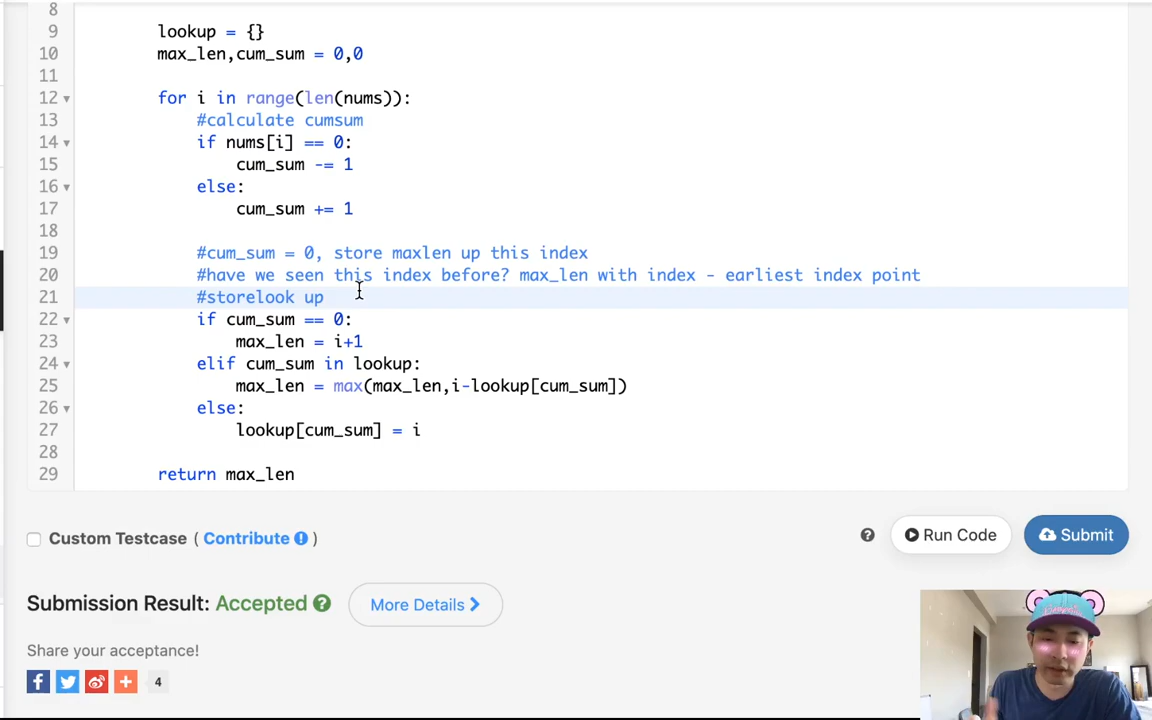 8
9 lookup = {}
10 max_len,cum_sum = 0,0
11
12 for i in range(len(nums)):
13 #calculate cumsum
14 if nums[i] == 0:
15 cum_sum -= 1
16 else:
17 cum_sum += 1
18
19 #cum_sum = 0, store maxlen up this index
20 #have we seen this index before? max_len with index - earliest index point
21 #storelook up
22 if cum_sum == 0:
23 max_len = i+1
24 elif cum_sum in lookup:
25 max_len = max(max_len,i-lookup[cum_sum])
26 else:
27 lookup[cum_sum] = i
28
29 return max_len
Custom Testcase ( Contribute ! ) ? Run Code Submit
Submission Result: Accepted ? More Details >
Share your acceptance!
4